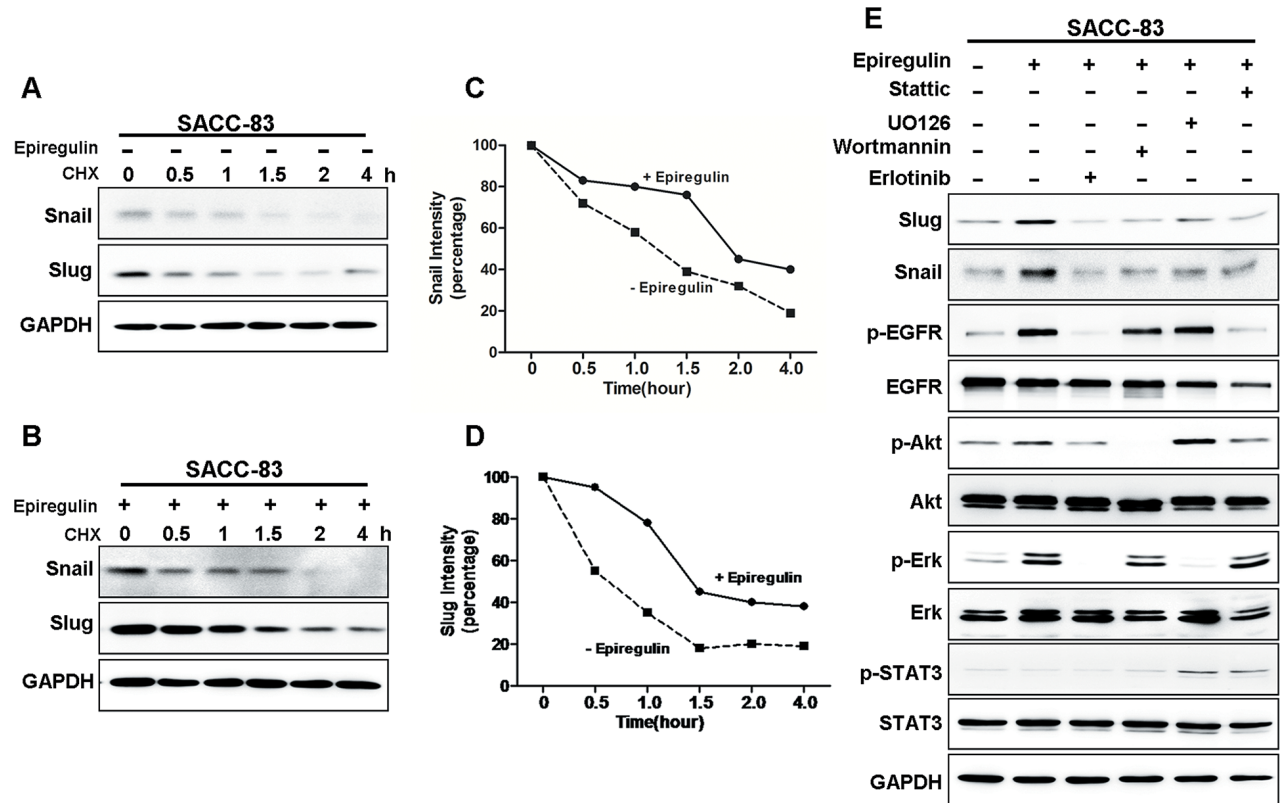 A
SACC-83
Epiregulin – – – – – –
CHX 0 0.5 1 1.5 2 4 h
Snail
Slug
GAPDH
B
SACC-83
Epiregulin + + + + + +
CHX 0 0.5 1 1.5 2 4 h
Snail
Slug
GAPDH
C
Snail Intensity
(percentage)
100
80
60
40
20
0
+ Epiregulin
- Epiregulin
0 0.5 1.0 1.5 2.0 4.0
Time(hour)
D
Slug Intensity
(percentage)
100
80
60
40
20
0
+ Epiregulin
- Epiregulin
0 0.5 1.0 1.5 2.0 4.0
Time(hour)
E
SACC-83
Epiregulin – + + + + +
Stattic – – – – – +
UO126 – – – – + –
Wortmannin – – – + – –
Erlotinib – – + – – –
Slug
Snail
p-EGFR
EGFR
p-Akt
Akt
p-Erk
Erk
p-STAT3
STAT3
GAPDH